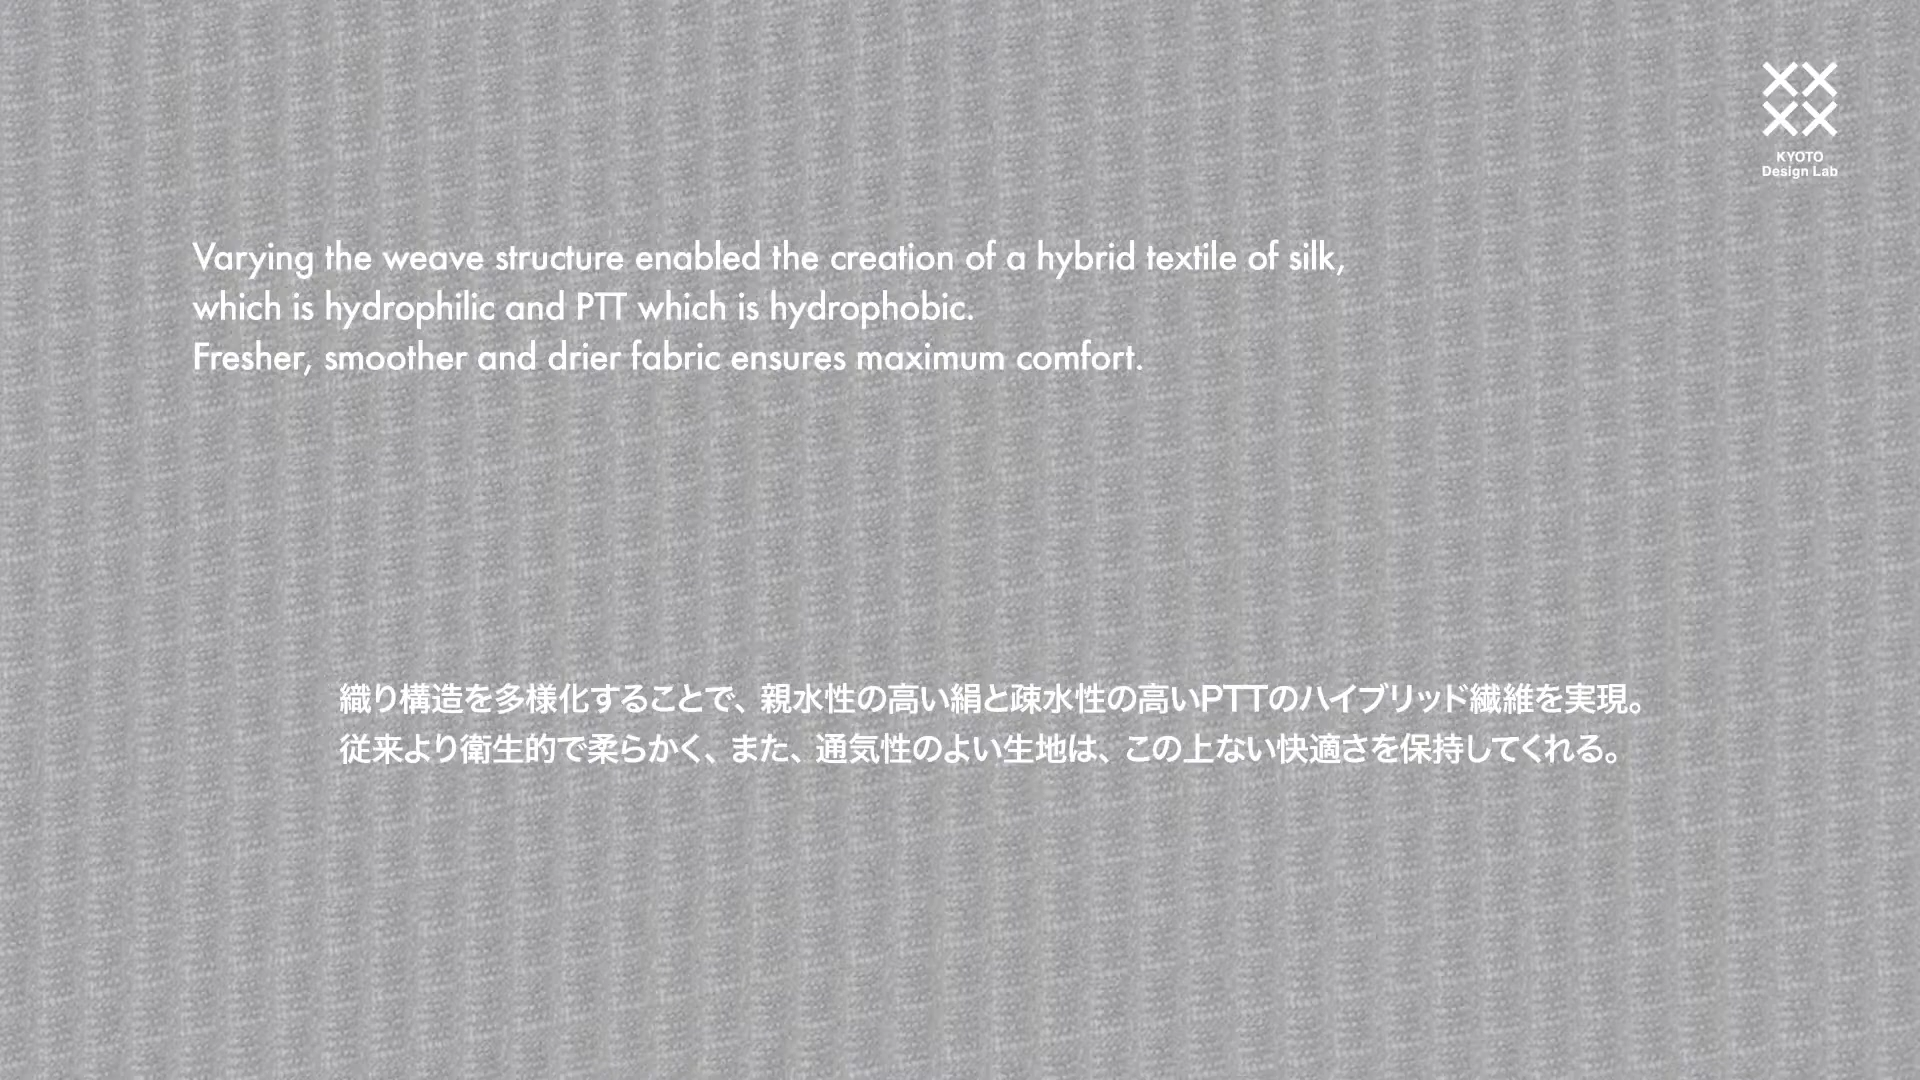 KYOTO
Design Lab
Varying the weave structure enabled the creation of a hybrid textile of silk,
which is hydrophilic and PTT which is hydrophobic.
Fresher, smoother and drier fabric ensures maximum comfort.
織り構造を多様化することで、親水性の高い絹と疎水性の高いPTTのハイブリッド繊維を実現。
従来より衛生的で柔らかく、また、通気性のよい生地は、この上ない快適さを保持してくれる。